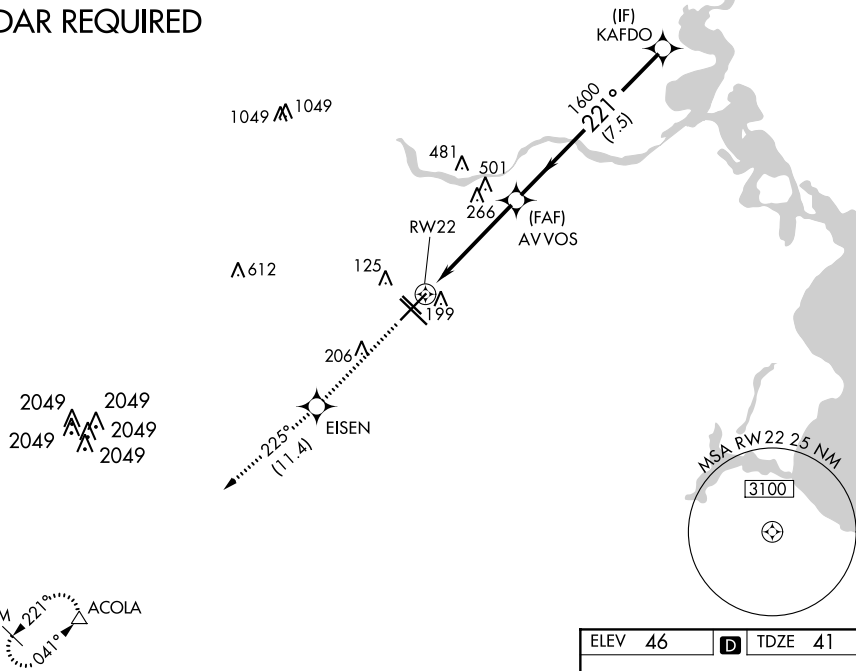 DAR REQUIRED
(IF)
KAFDO
1049 1049
1600
221°
(7.5)
481
501
266
(FAF)
AVVOS
RW22
612
125
199
206
EISEN
2049 2049
2049 2049
2049
225°
(11.4)
MSA RW 22 25 NM
3100
M
221°
041°
ACOLA
ELEV 46 D TDZE 41